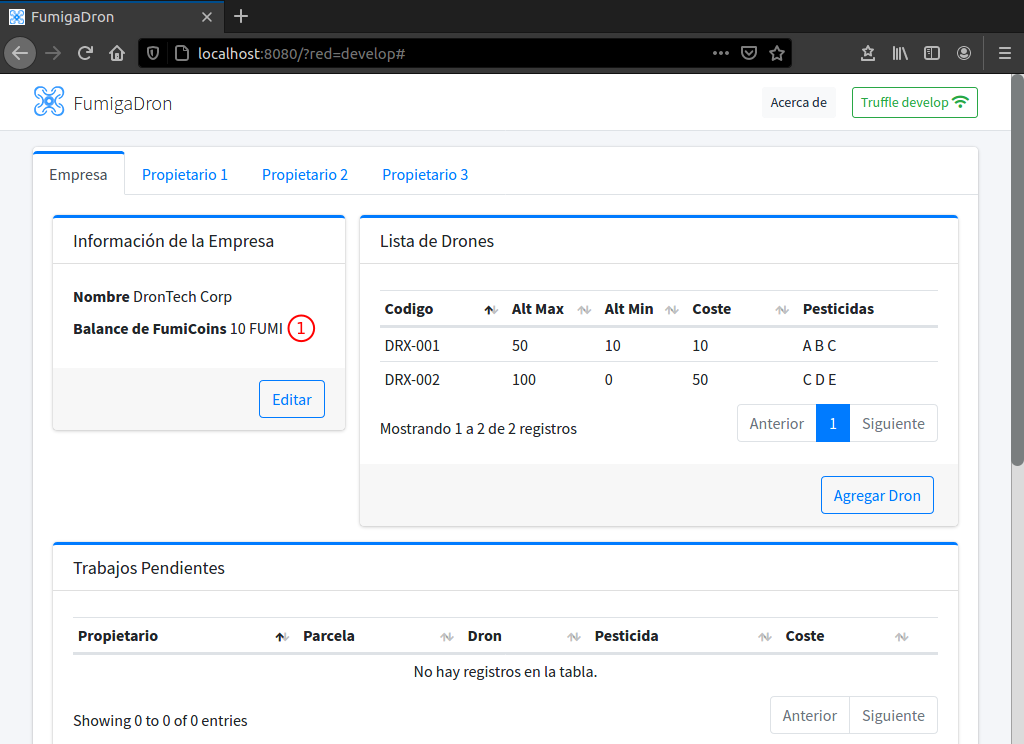 FumigaDron
localhost:8080/?red=develop#
FumigaDron
Acerca de
Truffle develop
Empresa
Propietario 1
Propietario 2
Propietario 3
Información de la Empresa
Nombre DronTech Corp
Balance de FumiCoins 10 FUMI 1
Editar
Lista de Drones
Codigo Alt Max Alt Min Coste Pesticidas
DRX-001 50 10 10 A B C
DRX-002 100 0 50 C D E
Mostrando 1 a 2 de 2 registros
Anterior 1 Siguiente
Agregar Dron
Trabajos Pendientes
Propietario Parcela Dron Pesticida Coste
No hay registros en la tabla.
Showing 0 to 0 of 0 entries
Anterior Siguiente